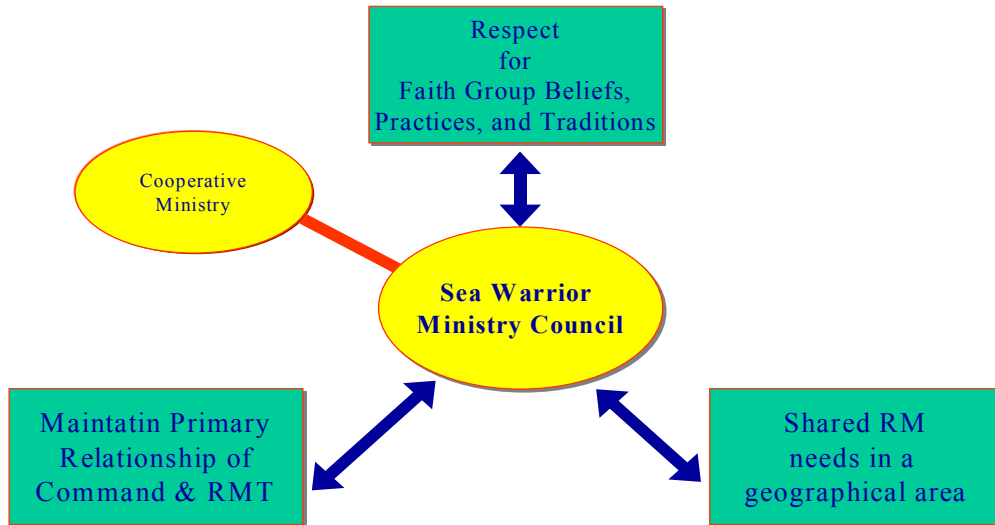 Respect
for
Faith Group Beliefs,
Practices, and Traditions
Cooperative
Ministry
Sea Warrior
Ministry Council
Maintatin Primary
Relationship of
Command & RMT
Shared RM
needs in a
geographical area